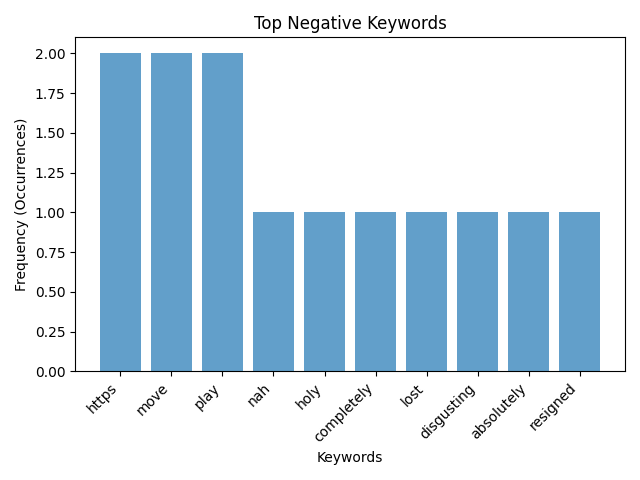 Top Negative Keywords
Frequency (Occurrences)
2.00
1.75
1.50
1.25
1.00
0.75
0.50
0.25
0.00
https
move
play
nah
holy
completely
lost
disgusting
absolutely
resigned
Keywords